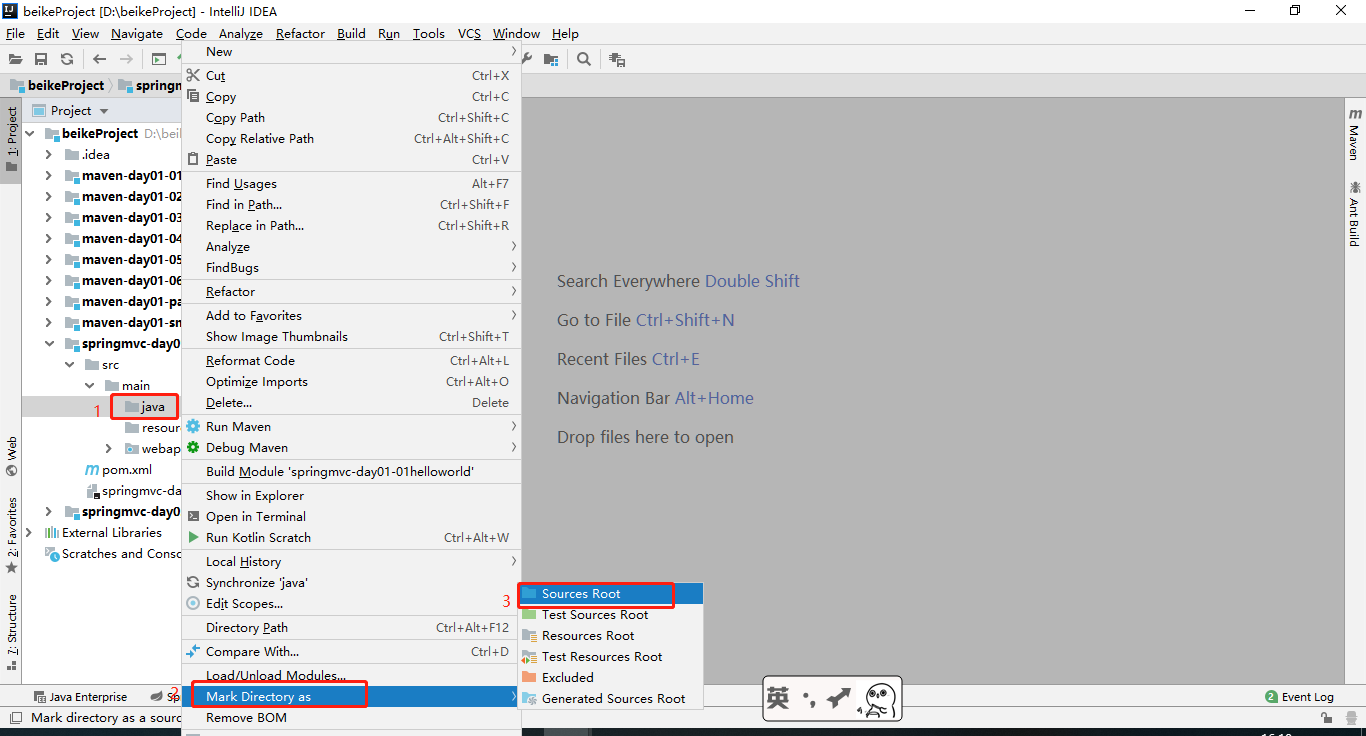 beikeProject [D:\beikeProject] - IntelliJ IDEA
File Edit View Navigate Code Analyze Refactor Build Run Tools VCS Window Help
beikeProject springm
1: Project
Project
beikeProject D:\bei
.idea
maven-day01-01
maven-day01-02
maven-day01-03
maven-day01-04
maven-day01-05
maven-day01-06
maven-day01-pa
maven-day01-sn
springmvc-day0
src
main
1 java
resour
webap
pom.xml
springmvc-da
springmvc-day0
External Libraries
Scratches and Conso
Web
2: Favorites
7: Structure
New
Cut Ctrl+X
Copy Ctrl+C
Copy Path Ctrl+Shift+C
Copy Relative Path Ctrl+Alt+Shift+C
Paste Ctrl+V
Find Usages Alt+F7
Find in Path... Ctrl+Shift+F
Replace in Path... Ctrl+Shift+R
Analyze
FindBugs
Refactor
Add to Favorites
Show Image Thumbnails Ctrl+Shift+T
Reformat Code Ctrl+Alt+L
Optimize Imports Ctrl+Alt+O
Delete... Delete
Run Maven
Debug Maven
Build Module 'springmvc-day01-01helloworld'
Show in Explorer
Open in Terminal
Run Kotlin Scratch Ctrl+Alt+W
Local History
Synchronize 'java'
Edit Scopes...
Directory Path Ctrl+Alt+F12
Compare With... Ctrl+D
Load/Unload Modules...
2 Mark Directory as
Remove BOM
3 Sources Root
Test Sources Root
Resources Root
Test Resources Root
Excluded
Generated Sources Root
Search Everywhere Double Shift
Go to File Ctrl+Shift+N
Recent Files Ctrl+E
Navigation Bar Alt+Home
Drop files here to open
m Maven
Ant Build
英 ·,
Java Enterprise Sp
2 Event Log
Mark directory as a sourc